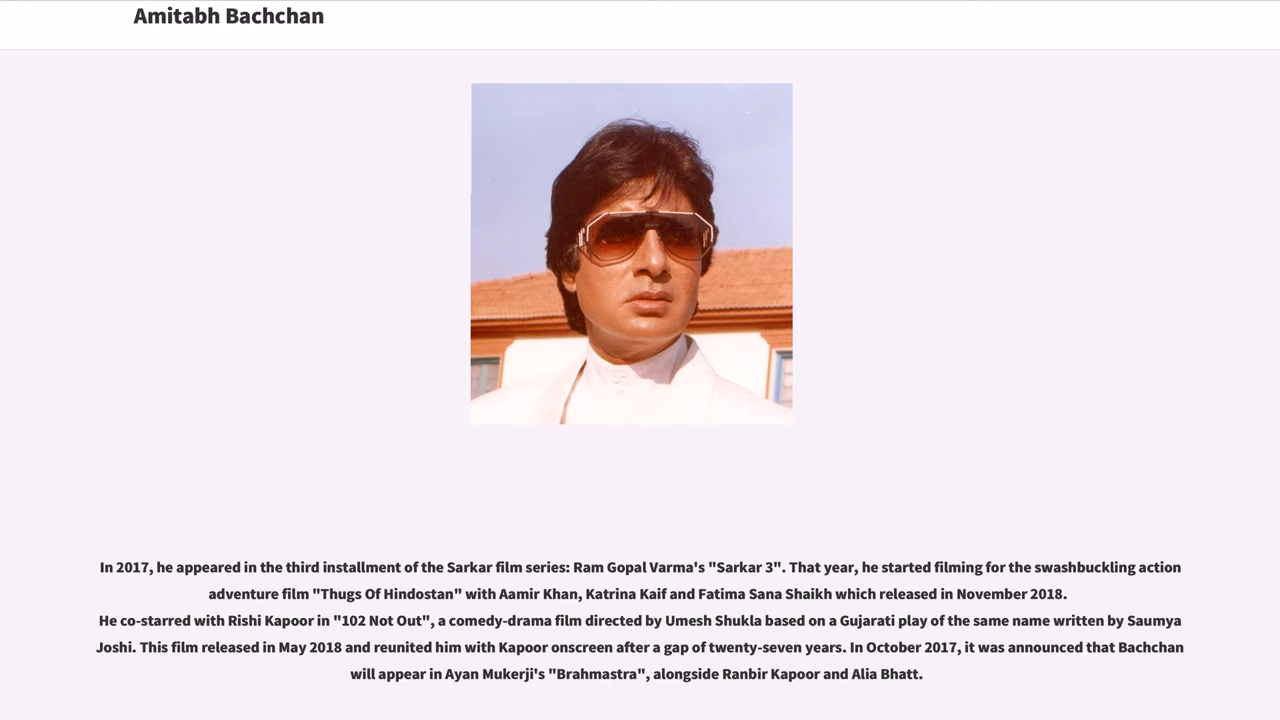 Amitabh Bachchan
In 2017, he appeared in the third installment of the Sarkar film series: Ram Gopal Varma's "Sarkar 3". That year, he started filming for the swashbuckling action
adventure film "Thugs Of Hindostan" with Aamir Khan, Katrina Kaif and Fatima Sana Shaikh which released in November 2018.
He co-starred with Rishi Kapoor in "102 Not Out", a comedy-drama film directed by Umesh Shukla based on a Gujarati play of the same name written by Saumya
Joshi. This film released in May 2018 and reunited him with Kapoor onscreen after a gap of twenty-seven years. In October 2017, it was announced that Bachchan
will appear in Ayan Mukerji's "Brahmastra", alongside Ranbir Kapoor and Alia Bhatt.